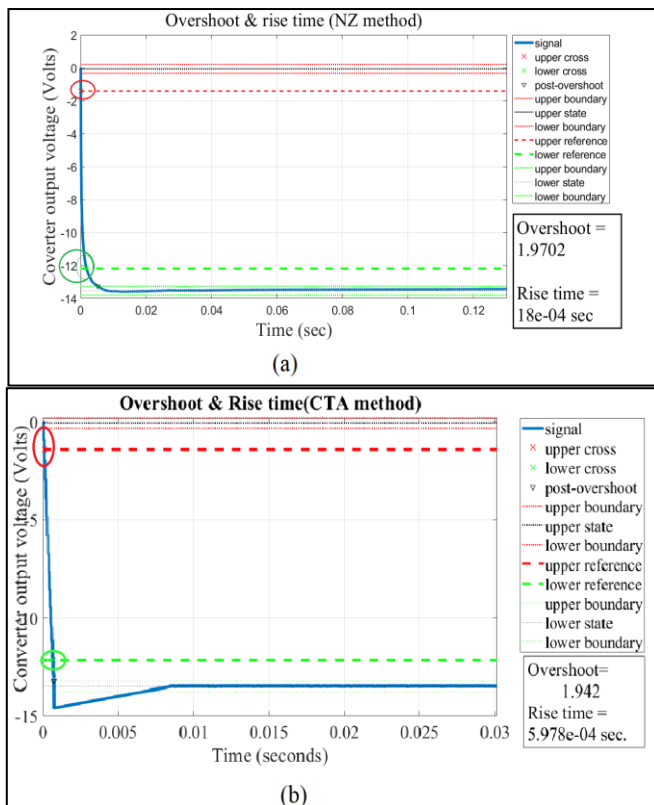 Overshoot & rise time (NZ method)
Coverter output voltage (Volts)
2
0
-2
-4
-6
-8
-10
-12
-14
0
0.02
0.04
0.06
0.08
0.1
0.12
Time (sec)
signal
upper cross
lower cross
post-overshoot
upper boundary
upper state
lower boundary
upper reference
lower reference
upper boundary
lower state
lower boundary
Overshoot =
1.9702
Rise time =
18e-04 sec
(a)
Overshoot & Rise time(CTA method)
Converter output voltage (Volts)
0
-5
-10
-15
0
0.005
0.01
0.015
0.02
0.025
0.03
Time (seconds)
signal
upper cross
lower cross
post-overshoot
upper boundary
upper state
lower boundary
upper reference
lower reference
upper boundary
lower state
lower boundary
Overshoot=
1.942
Rise time =
5.978e-04 sec.
(b)